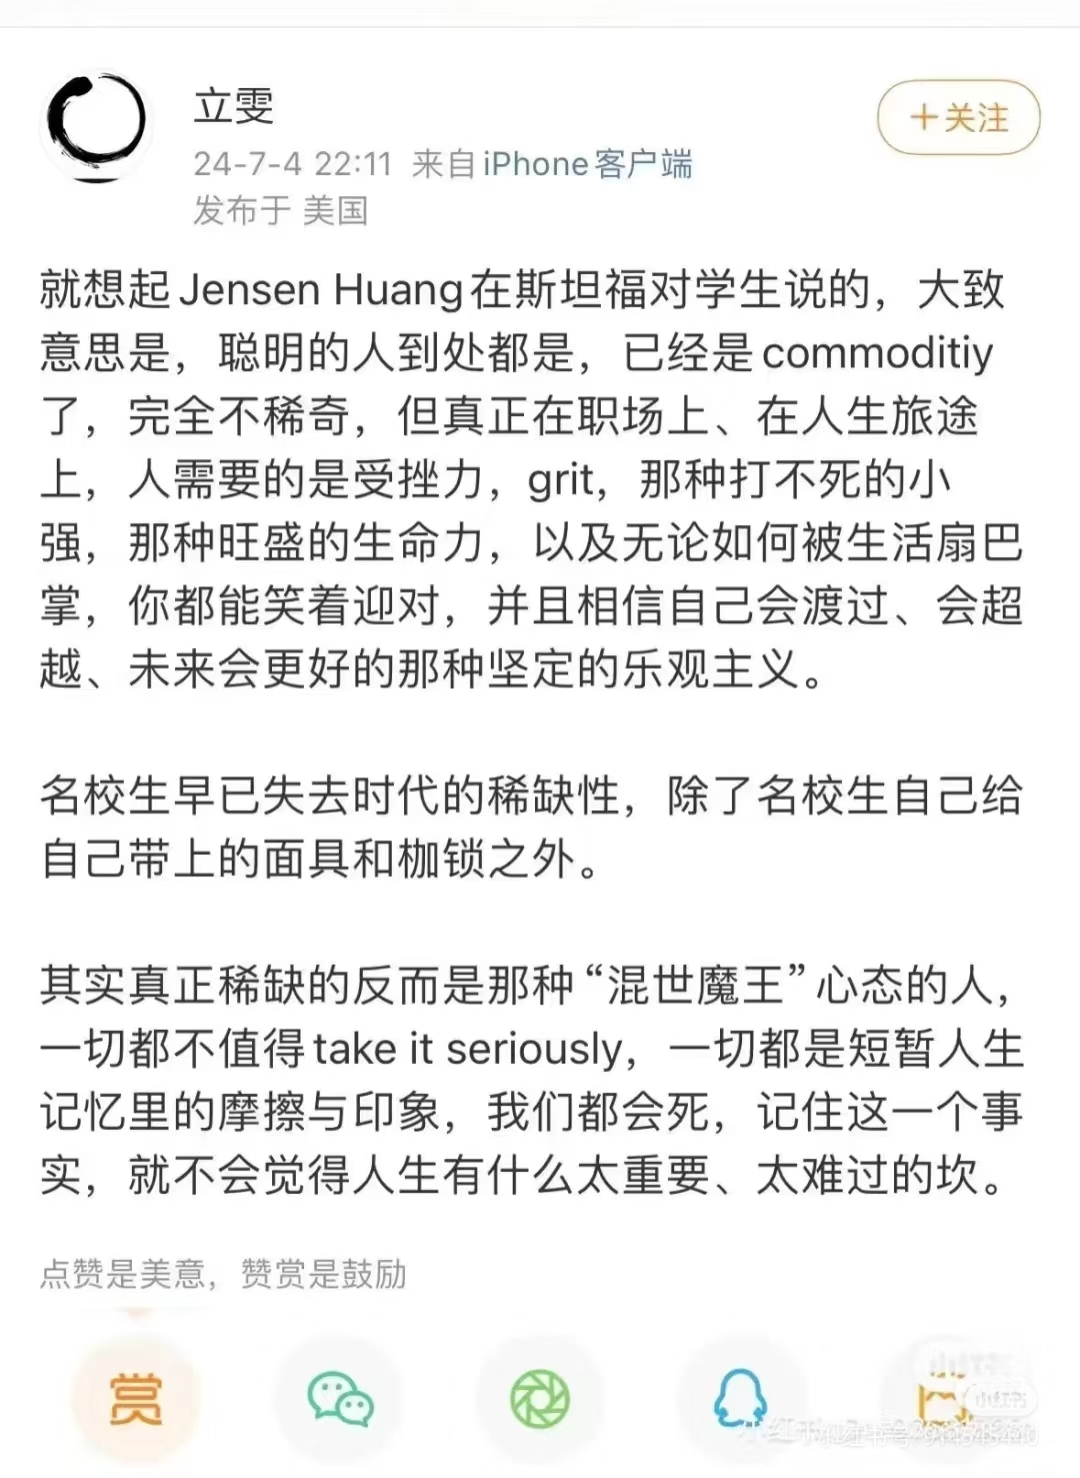 立雯
+关注
24-7-4 22:11 来自iPhone客户端
发布于 美国
就想起Jensen Huang在斯坦福对学生说的，大致
意思是，聪明的人到处都是，已经是commoditiy
了，完全不稀奇，但真正在职场上、在人生旅途
上，人需要的是受挫力，grit，那种打不死的小
强，那种旺盛的生命力，以及无论如何被生活扇巴
掌，你都能笑着迎对，并且相信自己会渡过、会超
越、未来会更好的那种坚定的乐观主义。
名校生早已失去时代的稀缺性，除了名校生自己给
自己带上的面具和枷锁之外。
其实真正稀缺的反而是那种“混世魔王”心态的人，
一切都不值得take it seriously，一切都是短暂人生
记忆里的摩擦与印象，我们都会死，记住这一个事
实，就不会觉得人生有什么太重要、太难过的坎。
点赞是美意，赞赏是鼓励
赏
小红书